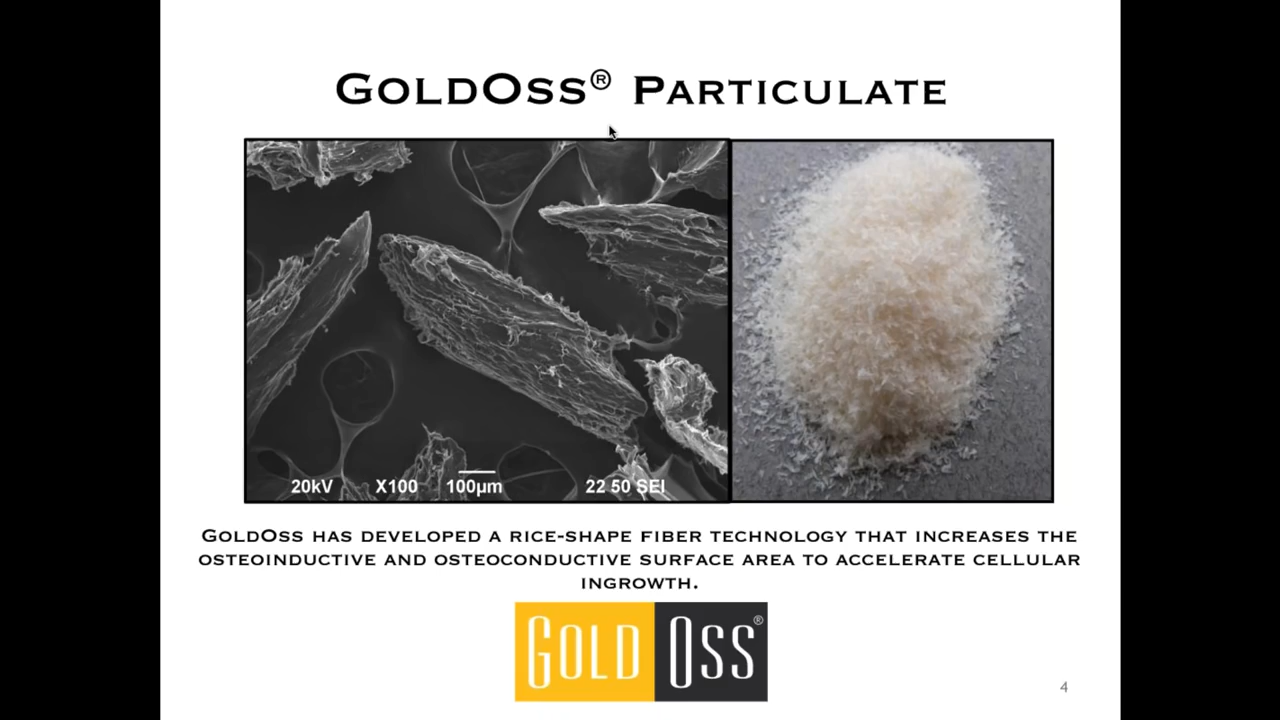 GoldOss® Particulate
20kV X100 100µm 22 50 SEI
GoldOss has developed a rice-shape fiber technology that increases the
osteoinductive and osteoconductive surface area to accelerate cellular
ingrowth.
GOLD OSS®
4